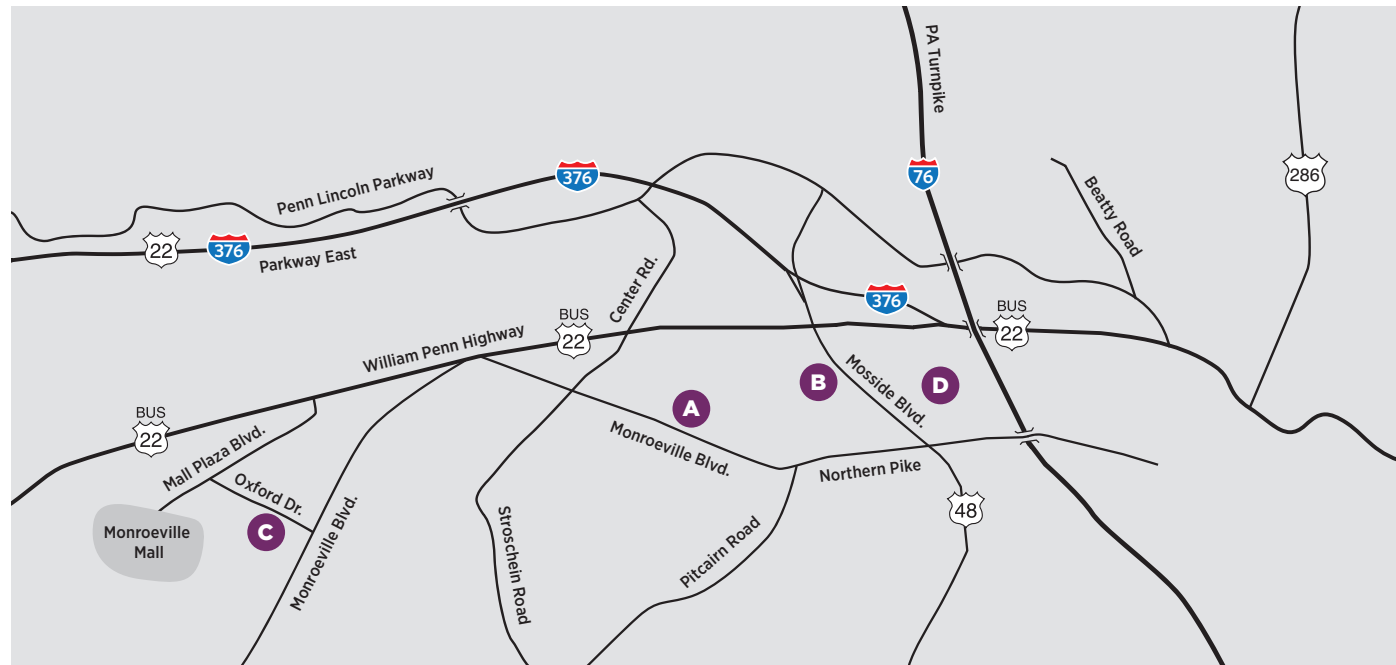 PA Turnpike
376
76
286
Penn Lincoln Parkway
Beatty Road
22
376
Parkway East
Center Rd.
376
BUS
22
BUS
22
William Penn Highway
Mosside Blvd.
B
D
A
BUS
22
Monroeville Blvd.
Mall Plaza Blvd.
Northern Pike
Oxford Dr.
48
C
Monroeville
Mall
Monroeville Blvd.
Stroschein Road
Pitcairn Road